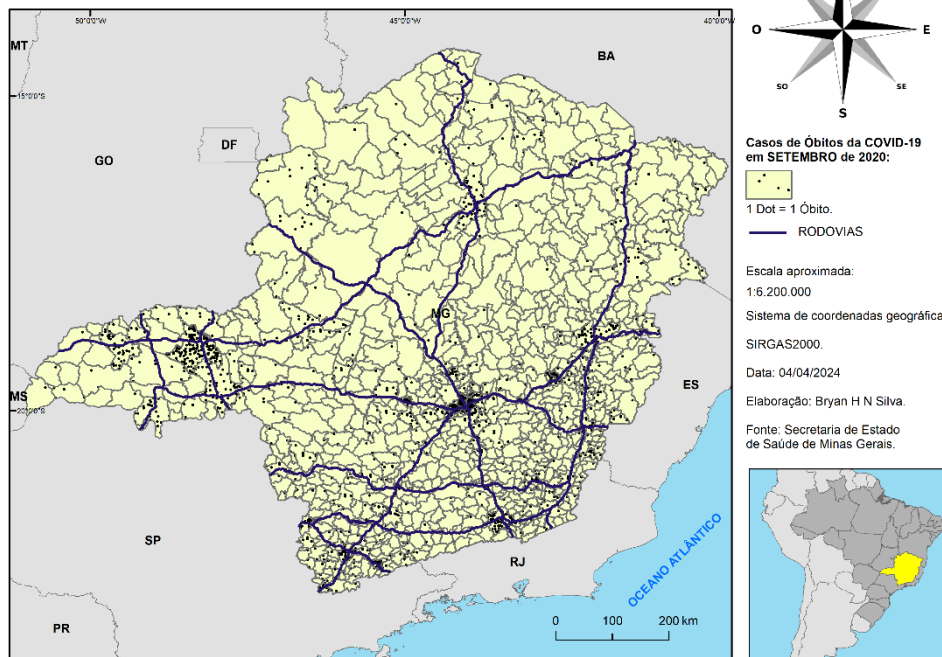 50°0'0"W
45°0'0"W
40°0'0"W
MT
BA
15°0'0"S
DF
GO
MG
MS
20°0'0"S
ES
SP
RJ
PR
OCEANO ATLÂNTICO
0 100 200 km
O
E
SO
SE
S
Casos de Óbitos da COVID-19
em SETEMBRO de 2020:
1 Dot = 1 Óbito.
RODOVIAS
Escala aproximada:
1:6.200.000
Sistema de coordenadas geográfica
SIRGAS2000.
Data: 04/04/2024
Elaboração: Bryan H N Silva.
Fonte: Secretaria de Estado
de Saúde de Minas Gerais.